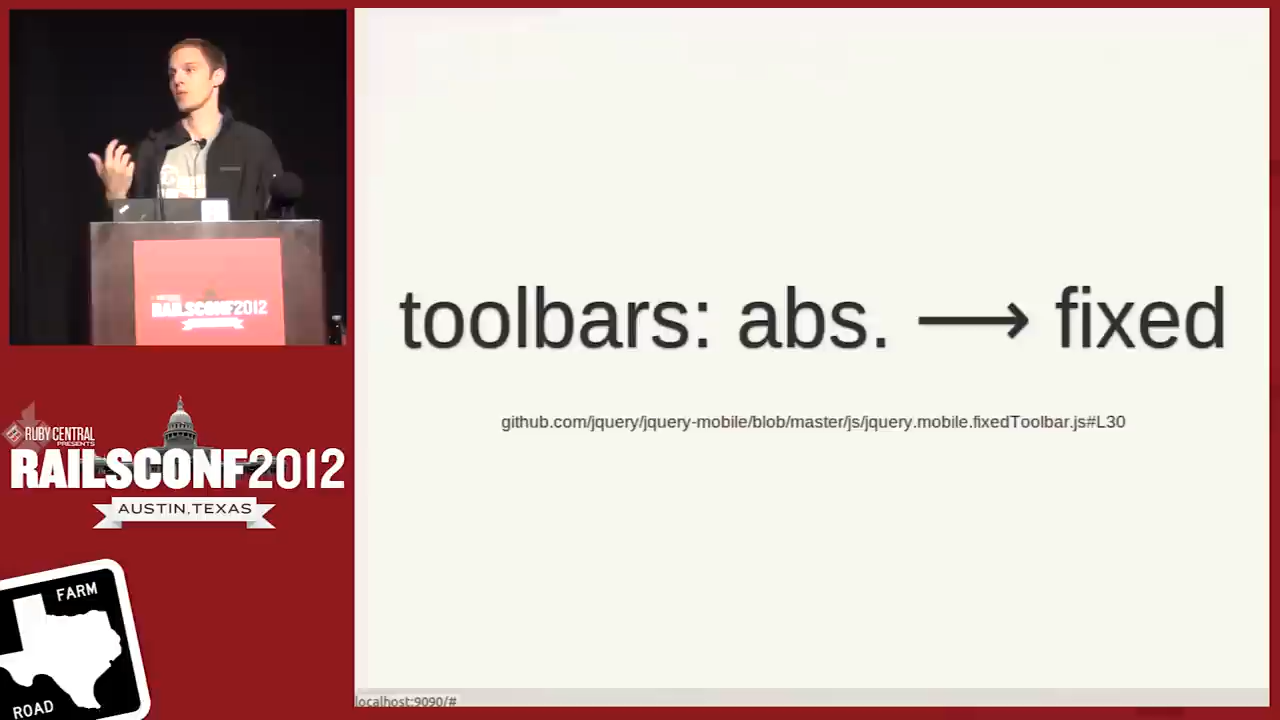 toolbars: abs. ⟶ fixed
github.com/jquery/jquery-mobile/blob/master/js/jquery.mobile.fixedToolbar.js#L30
localhost:9090/#
RAILSCONF2012
RUBY CENTRAL
PRESENTS
RAILSCONF2012
AUSTIN, TEXAS
FARM
ROAD